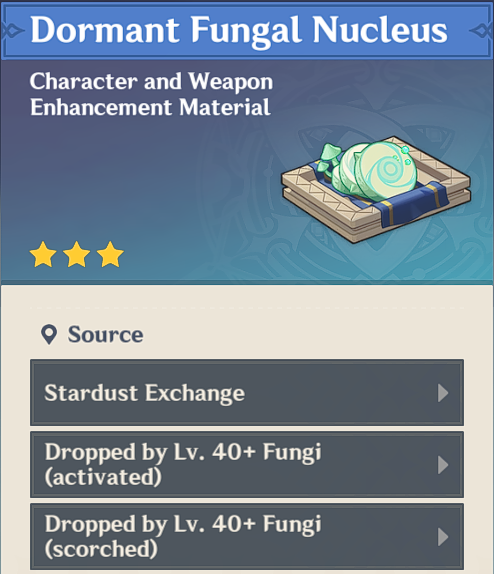 Dormant Fungal Nucleus
Character and Weapon
Enhancement Material
Source
Stardust Exchange
Dropped by Lv. 40+ Fungi
(activated)
Dropped by Lv. 40+ Fungi
(scorched)